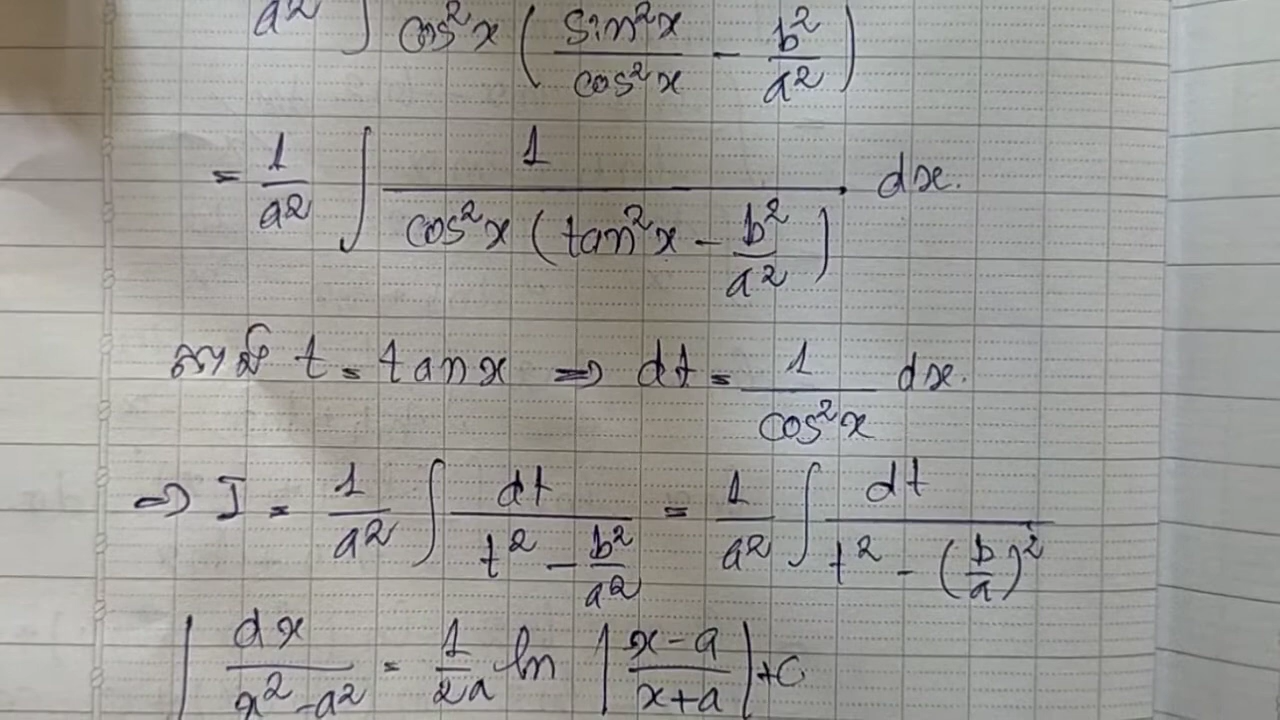 a² ∫ cos²x ( sin²x / cos²x - b² / a² )
= 1/a² ∫ 1 / cos²x ( tan²x - b²/a² ) . dx.
t = tanx => dt = 1/cos²x dx.
=> I = 1/a² ∫ dt / t² - b²/a² = 1/a² ∫ dt / t² - (b/a)²
∫ dx / x² - a² = 1/2a ln | x-a / x+a | + C